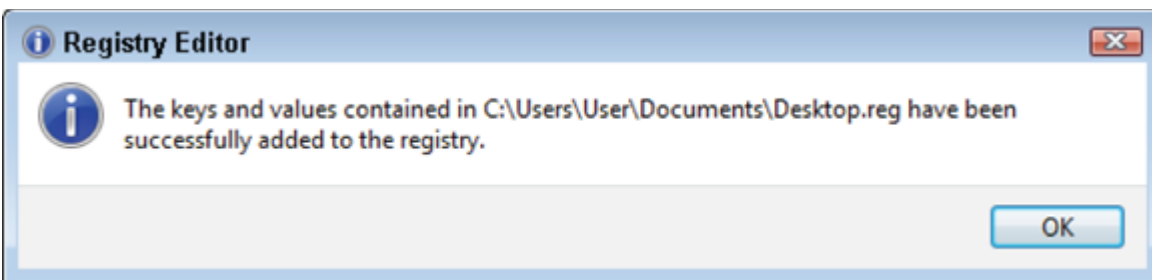 Registry Editor
The keys and values contained in C:\Users\User\Documents\Desktop.reg have been
successfully added to the registry.
OK